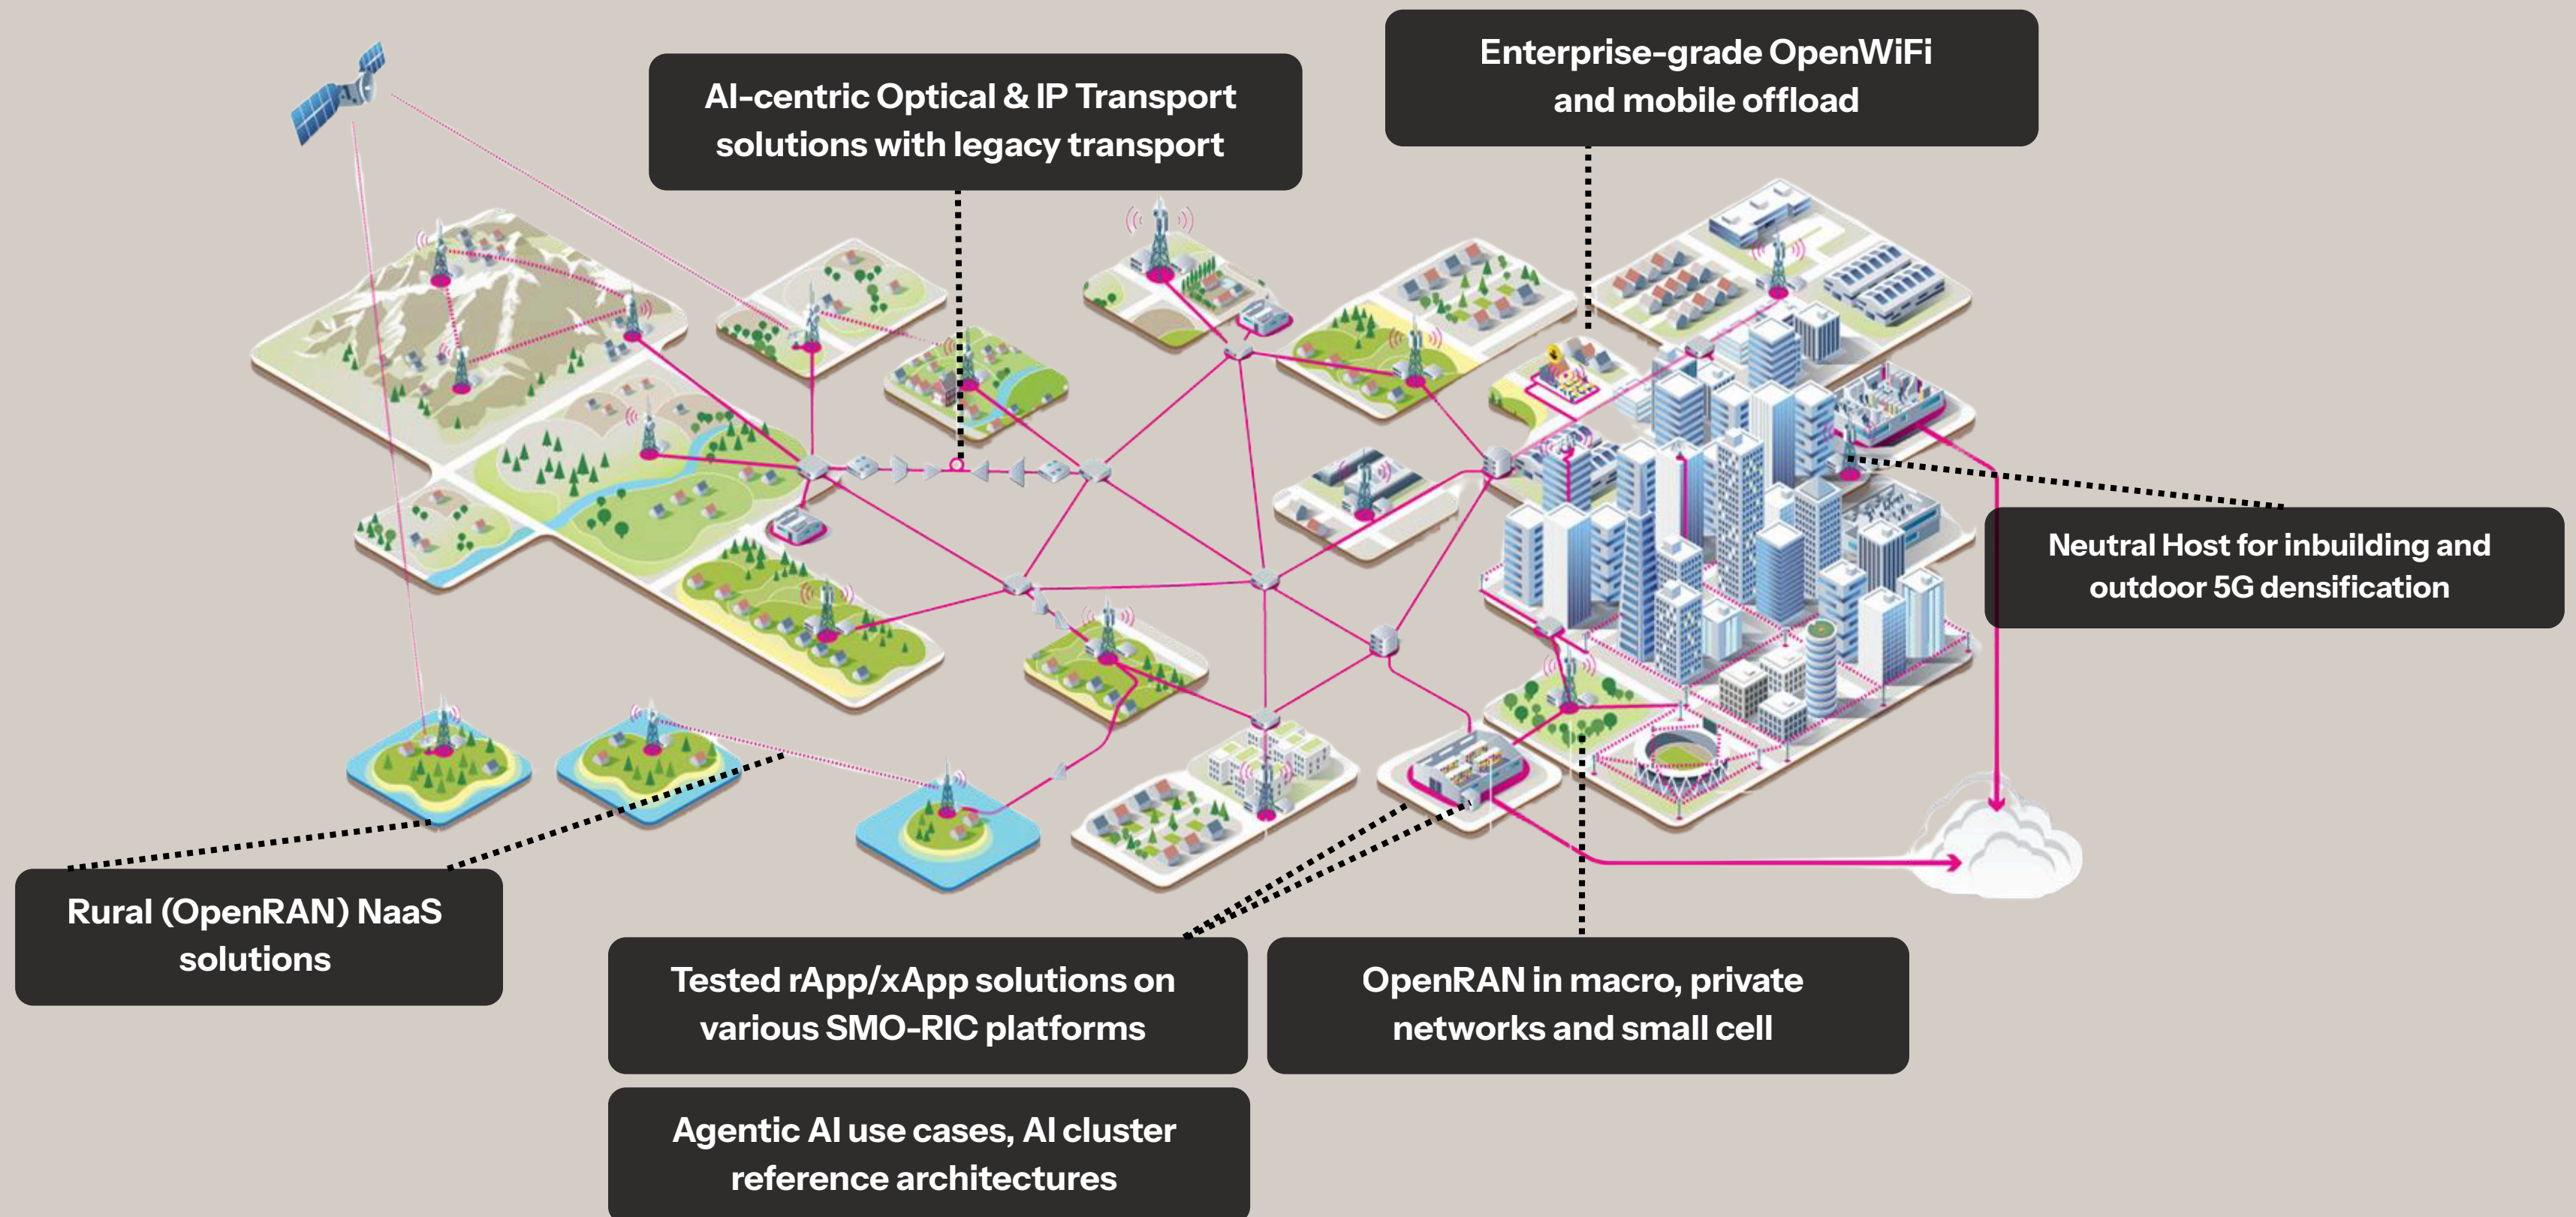 AI-centric Optical & IP Transport
solutions with legacy transport
Enterprise-grade OpenWiFi
and mobile offload
Neutral Host for inbuilding and
outdoor 5G densification
Rural (OpenRAN) NaaS
solutions
Tested rApp/xApp solutions on
various SMO-RIC platforms
OpenRAN in macro, private
networks and small cell
Agentic AI use cases, AI cluster
reference architectures